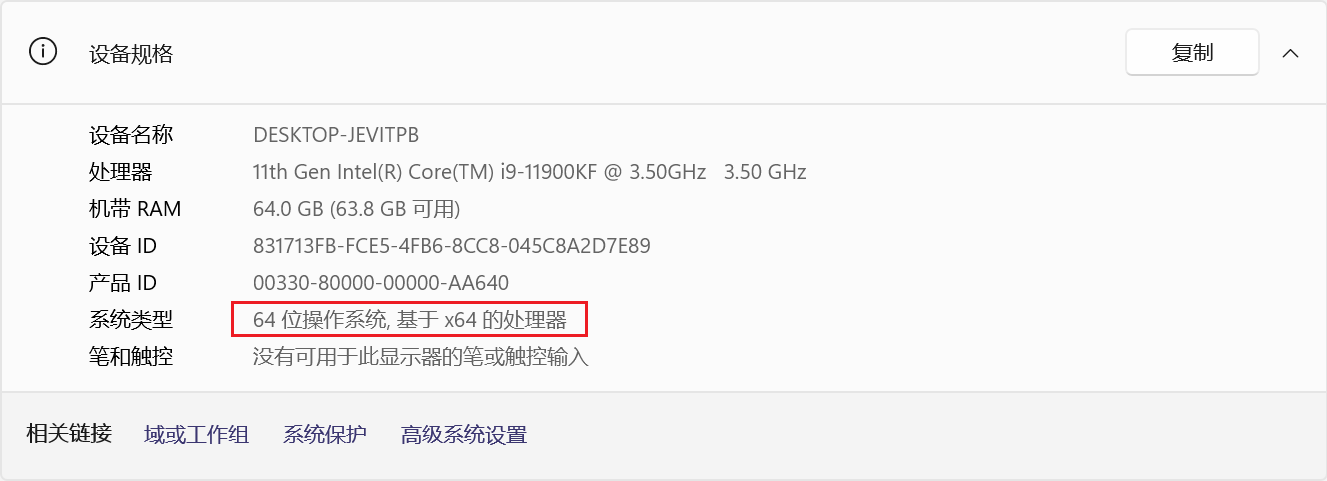 设备规格
复制
设备名称 DESKTOP-JEVITPB
处理器 11th Gen Intel(R) Core(TM) i9-11900KF @ 3.50GHz 3.50 GHz
机带 RAM 64.0 GB (63.8 GB 可用)
设备 ID 831713FB-FCE5-4FB6-8CC8-045C8A2D7E89
产品 ID 00330-80000-00000-AA640
系统类型 64 位操作系统, 基于 x64 的处理器
笔和触控 没有可用于此显示器的笔或触控输入
相关链接 域或工作组 系统保护 高级系统设置